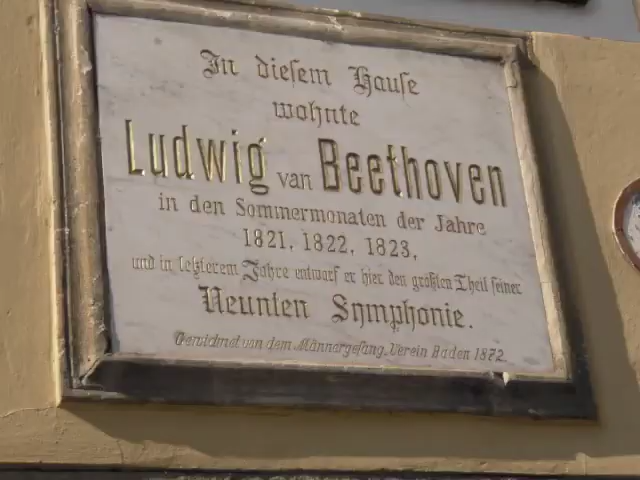 In diesem Hause
wohnte
Ludwig van Beethoven
in den Sommermonaten der Jahre
1821, 1822, 1823,
und in letzterem Jahre entwarf er hier den größten Theil seiner
Neunten Symphonie.
Gewidmet von dem Männergesang-Verein Baden 1872.